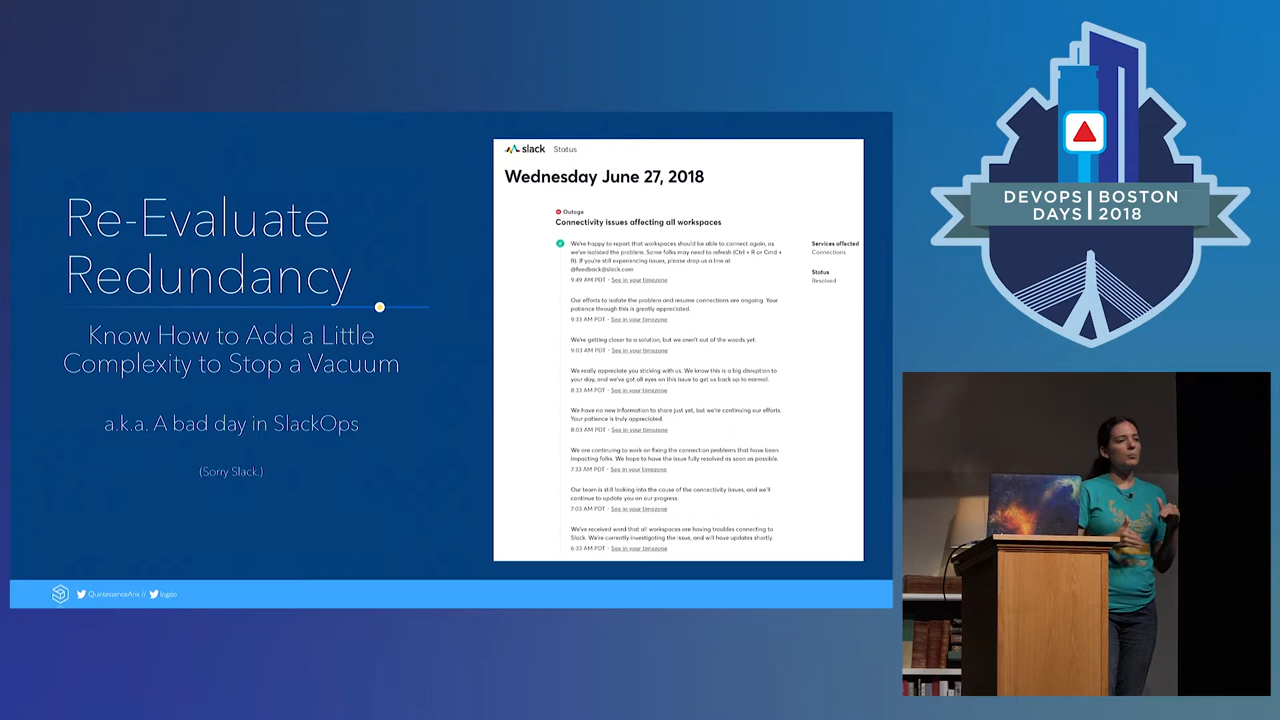 Re-Evaluate
Redundancy
Know How to Add a Little
Complexity to Stop a Vacuum
a.k.a. A bad day in SlackOps
(Sorry Slack.)
QuintessenceAnx // logzio
slack Status
Wednesday June 27, 2018
Outage
Connectivity issues affecting all workspaces
We're happy to report that workspaces should be able to connect again, as
we've isolated the problem. Some folks may need to refresh (Ctrl + R or Cmd +
R). If you're still experiencing issues, please drop us a line at
@feedback@slack.com
9:49 AM PDT · See in your timezone
Our efforts to isolate the problem and resume connections are ongoing. Your
patience through this is greatly appreciated.
9:33 AM PDT · See in your timezone
We're getting closer to a solution, but we aren't out of the woods yet.
9:03 AM PDT · See in your timezone
We really appreciate you sticking with us. We know this is a big disruption to
your day, and we've got all eyes on this issue to get us back up to normal.
8:33 AM PDT · See in your timezone
We have no new information to share just yet, but we're continuing our efforts.
Your patience is truly appreciated.
8:03 AM PDT · See in your timezone
We are continuing to work on fixing the connection problems that have been
impacting folks. We hope to have the issue fully resolved as soon as possible.
7:33 AM PDT · See in your timezone
Our team is still looking into the cause of the connectivity issues, and we'll
continue to update you on our progress.
7:03 AM PDT · See in your timezone
We've received word that all workspaces are having troubles connecting to
Slack. We're currently investigating the issue, and will have updates shortly.
6:33 AM PDT · See in your timezone
Services affected
Connections
Status
Resolved
DEVOPS BOSTON
DAYS 2018